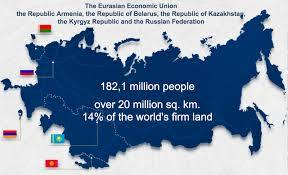 The Eurasian Economic Union
the Republic Armenia, the Republic of Belarus, the Republic of Kazakhstan,
the Kyrgyz Republic and the Russian Federation
182,1 million people
over 20 million sq. km.
14% of the world's firm land